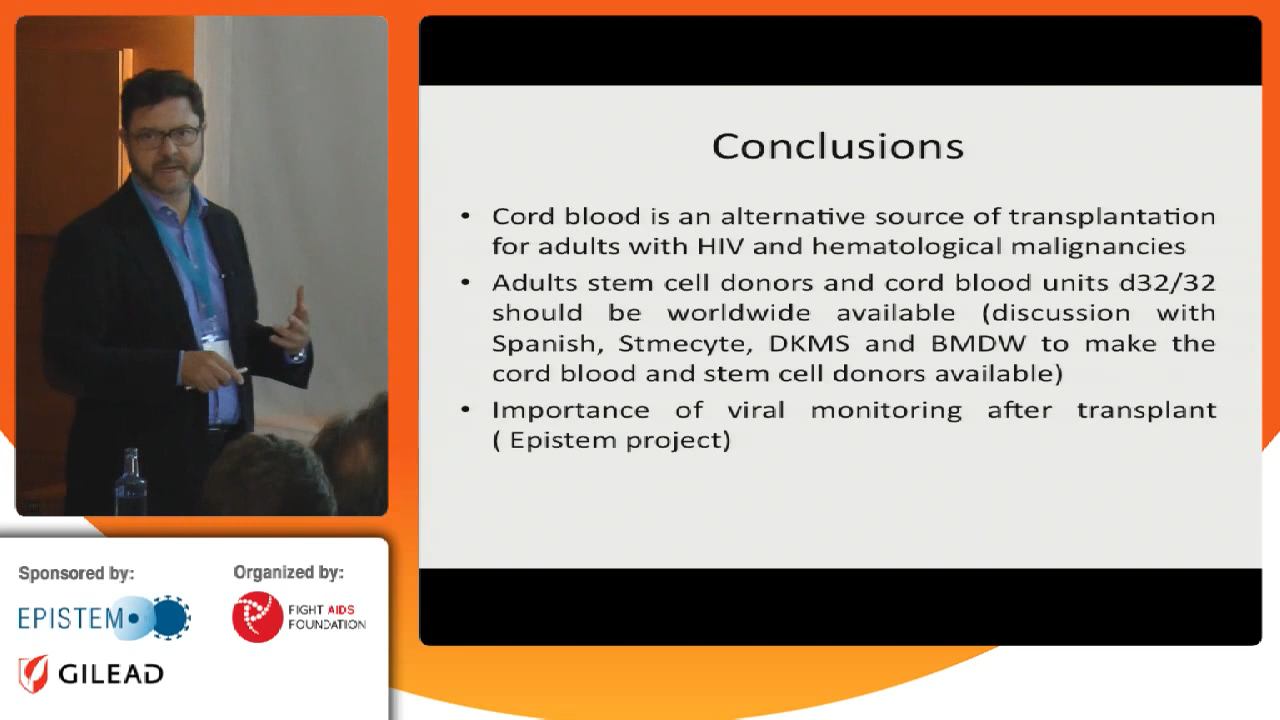 Conclusions
• Cord blood is an alternative source of transplantation
for adults with HIV and hematological malignancies
• Adults stem cell donors and cord blood units d32/32
should be worldwide available (discussion with
Spanish, Stmecyte, DKMS and BMDW to make the
cord blood and stem cell donors available)
• Importance of viral monitoring after transplant
( Epistem project)
Sponsored by:
EPISTEM
GILEAD
Organized by:
FIGHT AIDS
FOUNDATION